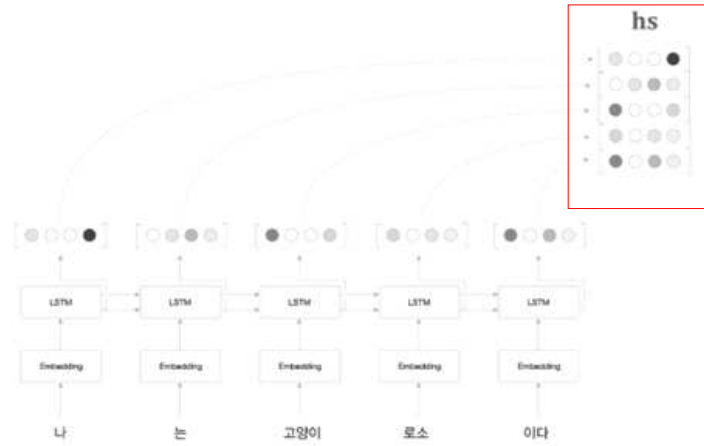 hs
LSTM LSTM LSTM LSTM LSTM
Embedding Embedding Embedding Embedding Embedding
나 는 고양이 로소 이다